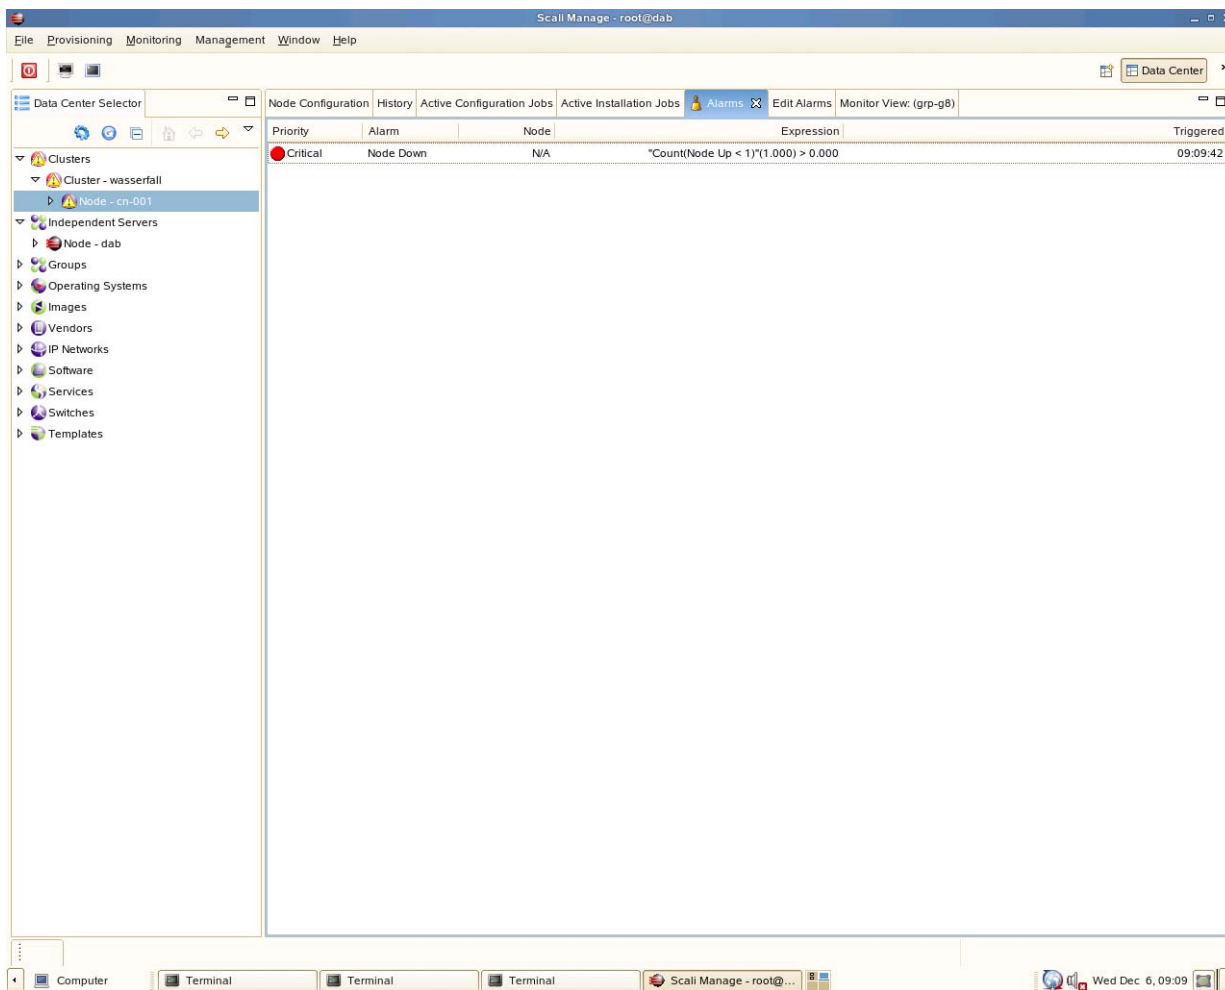 Scali Manage - root@dab
File Provisioning Monitoring Management Window Help
Data Center
Data Center Selector
Node Configuration History Active Configuration Jobs Active Installation Jobs Alarms Edit Alarms Monitor View: (grp-g8)
Priority Alarm Node Expression Triggered
Critical Node Down N/A "Count(Node Up < 1)"(1.000) > 0.000 09:09:42
Clusters
Cluster - wasserfall
Node - cn-001
Independent Servers
Node - dab
Groups
Operating Systems
Images
Vendors
IP Networks
Software
Services
Switches
Templates
Computer Terminal Terminal Terminal Scali Manage - root@... Wed Dec 6, 09:09